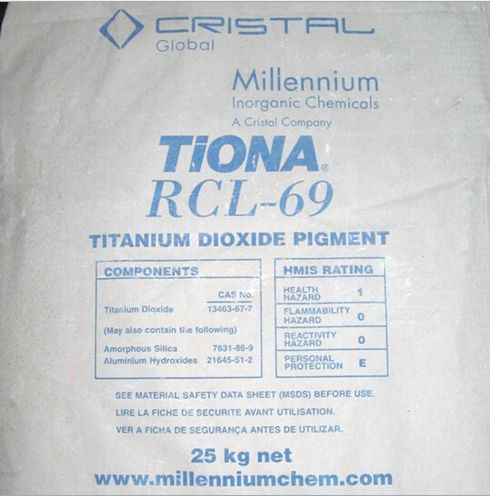 CRISTAL
Global
Millennium
Inorganic Chemicals
A Cristal Company
TiONA®
RCL-69
TITANIUM DIOXIDE PIGMENT
COMPONENTS
CAS No.
Titanium Dioxide 13463-67-7
(May also contain the following)
Amorphous Silica 7631-86-9
Aluminium Hydroxides 21645-51-2
HMIS RATING
HEALTH HAZARD 1
FLAMMABILITY HAZARD 0
REACTIVITY HAZARD 0
PERSONAL PROTECTION E
SEE MATERIAL SAFETY DATA SHEET (MSDS) BEFORE USE.
LIRE LA FICHE DE SECURITE AVANT UTILISATION.
VER A FICHA DE SEGURANÇA ANTES DE UTILIZAR.
25 kg net
www.millenniumchem.com